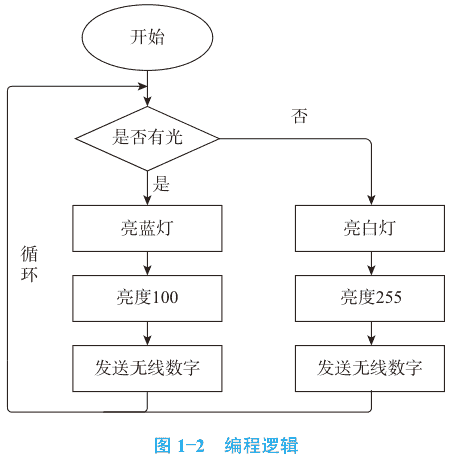 开始
是否有光
否
是
亮蓝灯
亮白灯
循环
亮度100
亮度255
发送无线数字
发送无线数字
图 1-2 编程逻辑